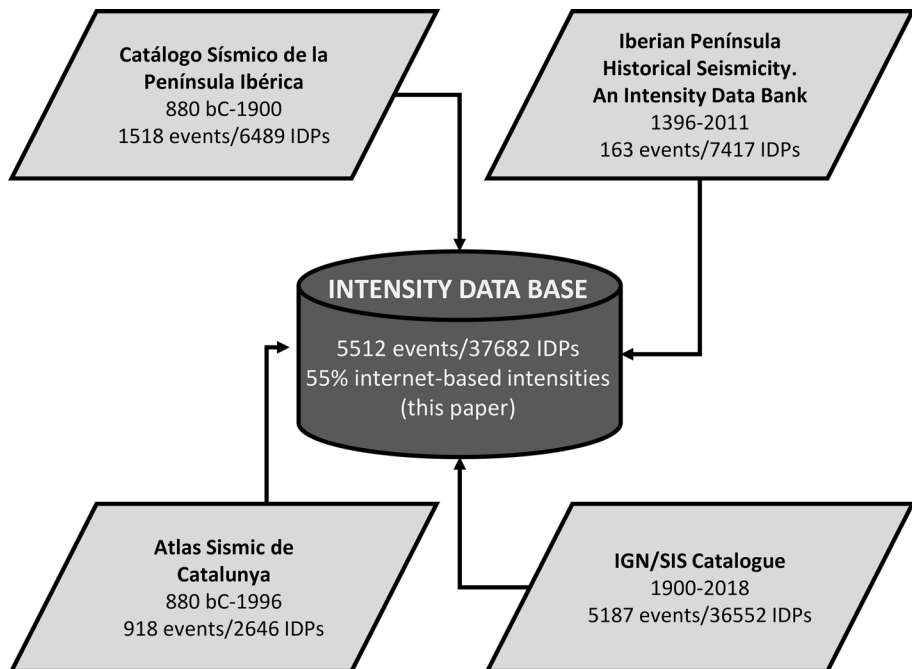 Catálogo Sísmico de la
Península Ibérica
880 bC-1900
1518 events/6489 IDPs
Iberian Península
Historical Seismicity.
An Intensity Data Bank
1396-2011
163 events/7417 IDPs
INTENSITY DATA BASE
5512 events/37682 IDPs
55% internet-based intensities
(this paper)
Atlas Sismic de
Catalunya
880 bC-1996
918 events/2646 IDPs
IGN/SIS Catalogue
1900-2018
5187 events/36552 IDPs